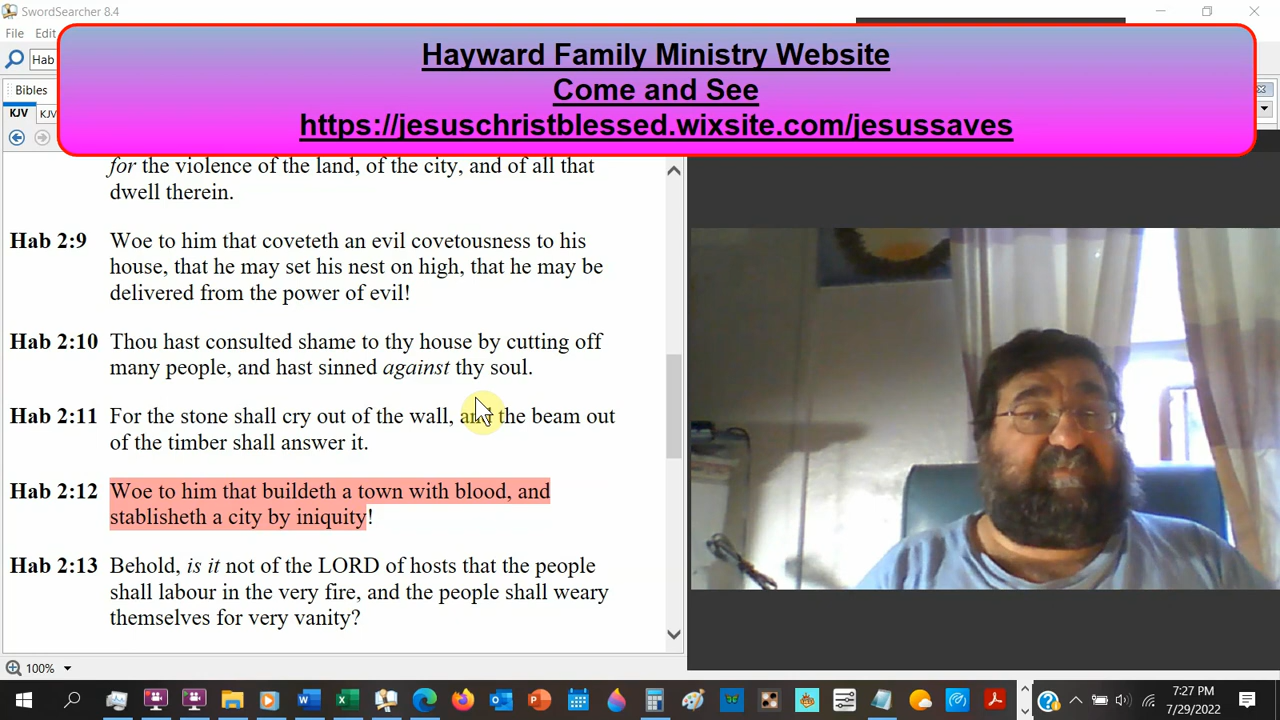 SwordSearcher 8.4
File Edit
Hab
Hayward Family Ministry Website
Come and See
https://jesuschristblessed.wixsite.com/jesussaves
Bibles
KJV KJV
for the violence of the land, of the city, and of all that
dwell therein.
Hab 2:9 Woe to him that coveteth an evil covetousness to his
house, that he may set his nest on high, that he may be
delivered from the power of evil!
Hab 2:10 Thou hast consulted shame to thy house by cutting off
many people, and hast sinned against thy soul.
Hab 2:11 For the stone shall cry out of the wall, and the beam out
of the timber shall answer it.
Hab 2:12 Woe to him that buildeth a town with blood, and
stablisheth a city by iniquity!
Hab 2:13 Behold, is it not of the LORD of hosts that the people
shall labour in the very fire, and the people shall weary
themselves for very vanity?
100%
7:27 PM
7/29/2022